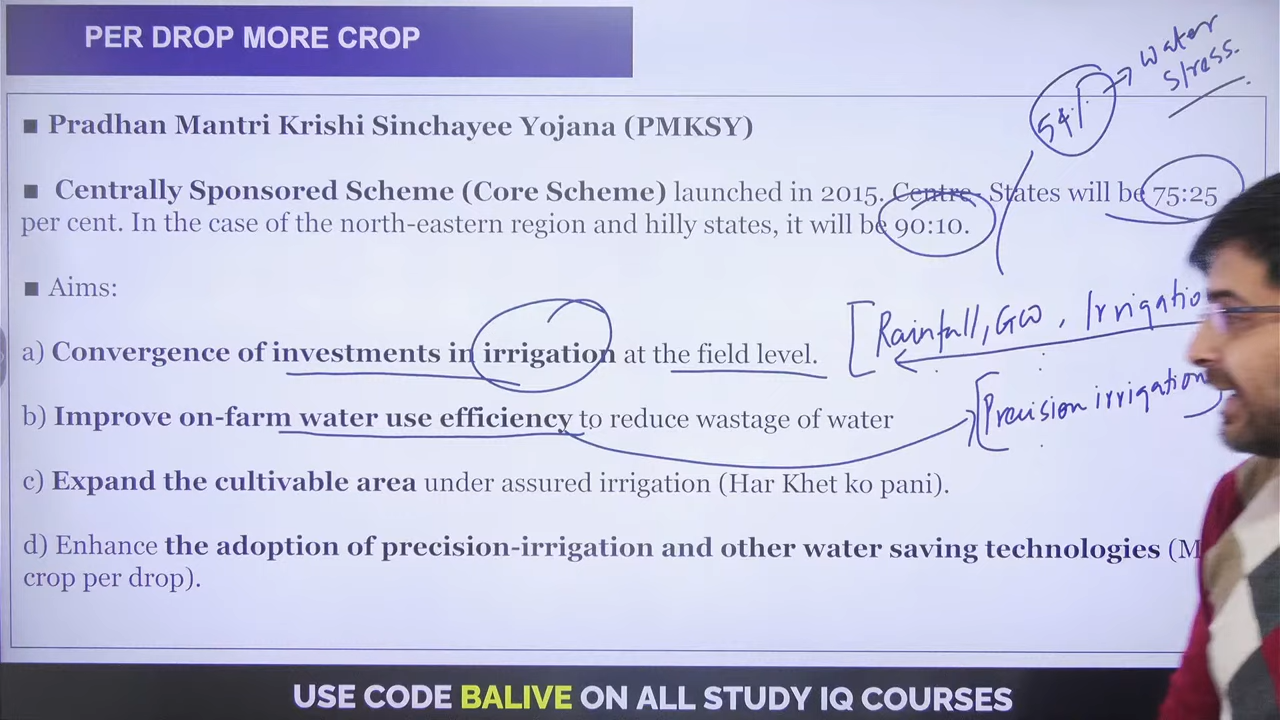 PER DROP MORE CROP
54%
→ water
stress.
■ Pradhan Mantri Krishi Sinchayee Yojana (PMKSY)
■ Centrally Sponsored Scheme (Core Scheme) launched in 2015. Centre- States will be 75:25
per cent. In the case of the north-eastern region and hilly states, it will be 90:10.
■ Aims:
[Rainfall, GW, Irrigatio
a) Convergence of investments in irrigation at the field level.
[Precision irrigation
b) Improve on-farm water use efficiency to reduce wastage of water
c) Expand the cultivable area under assured irrigation (Har Khet ko pani).
d) Enhance the adoption of precision-irrigation and other water saving technologies (M
crop per drop).
USE CODE BALIVE ON ALL STUDY IQ COURSES